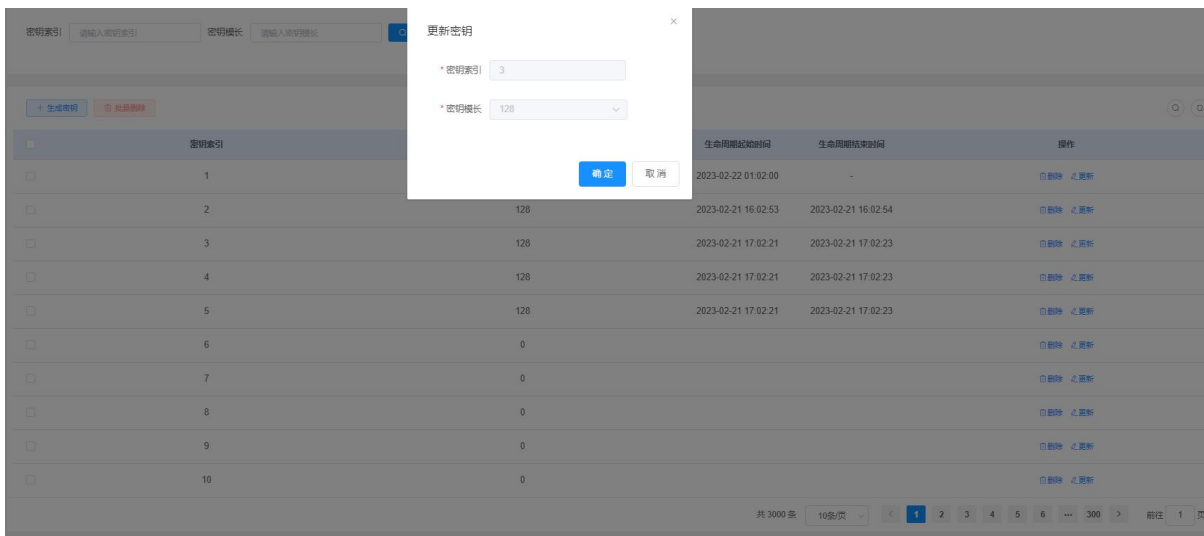 密钥索引 请输入密钥索引 密钥模长 请输入密钥模长
更新密钥
* 密钥索引 3
* 密钥模长 128
确定 取消
+ 生成密钥 批量删除
密钥索引 生命周期起始时间 生命周期结束时间 操作
1 2023-02-22 01:02:00 - 删除 更新
2 128 2023-02-21 16:02:53 2023-02-21 16:02:54 删除 更新
3 128 2023-02-21 17:02:21 2023-02-21 17:02:23 删除 更新
4 128 2023-02-21 17:02:21 2023-02-21 17:02:23 删除 更新
5 128 2023-02-21 17:02:21 2023-02-21 17:02:23 删除 更新
6 0 删除 更新
7 0 删除 更新
8 0 删除 更新
9 0 删除 更新
10 0 删除 更新
共 3000 条 10条/页 1 2 3 4 5 6 ... 300 前往 1 页